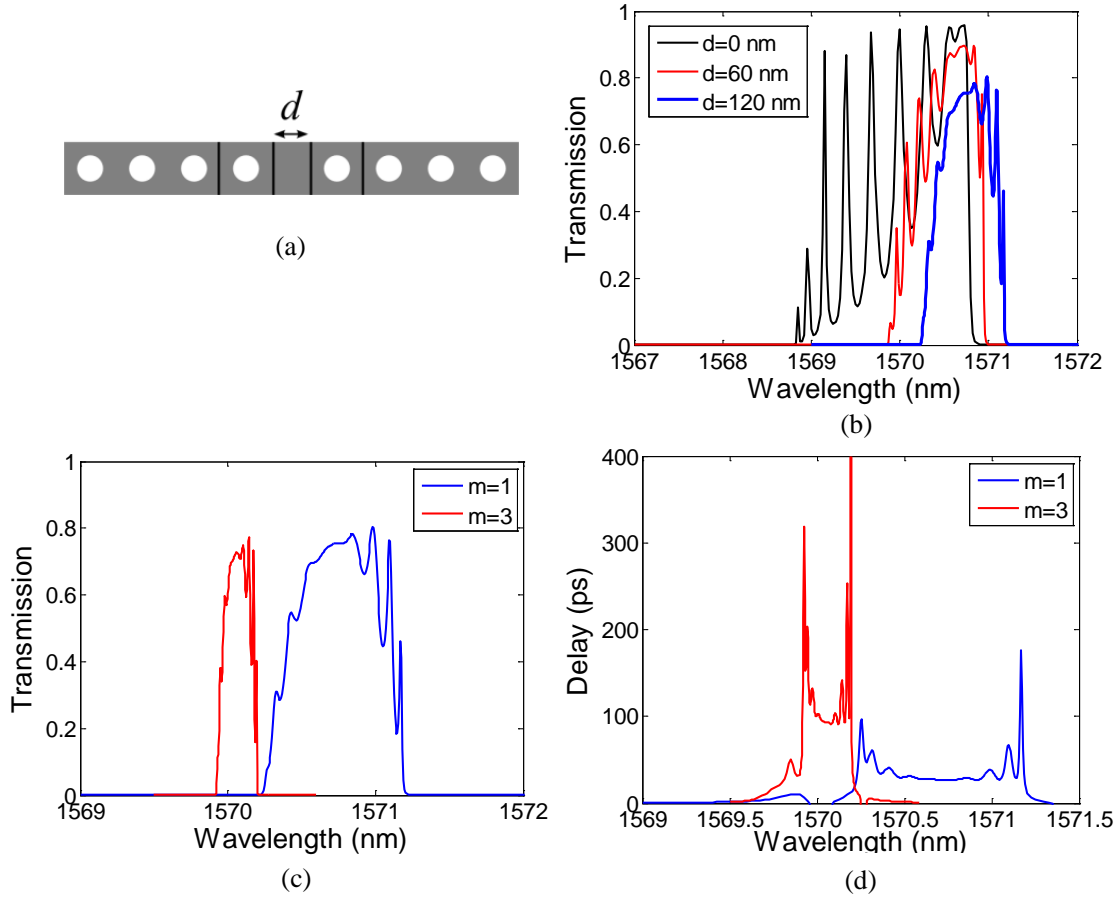 d
(a)
1
0.8
0.6
0.4
0.2
0
Transmission
d=0 nm
d=60 nm
d=120 nm
1567 1568 1569 1570 1571 1572
Wavelength (nm)
(b)
1
0.8
0.6
0.4
0.2
0
Transmission
m=1
m=3
1569 1570 1571 1572
Wavelength (nm)
(c)
400
300
200
100
0
Delay (ps)
m=1
m=3
1569 1569.5 1570 1570.5 1571 1571.5
Wavelength (nm)
(d)